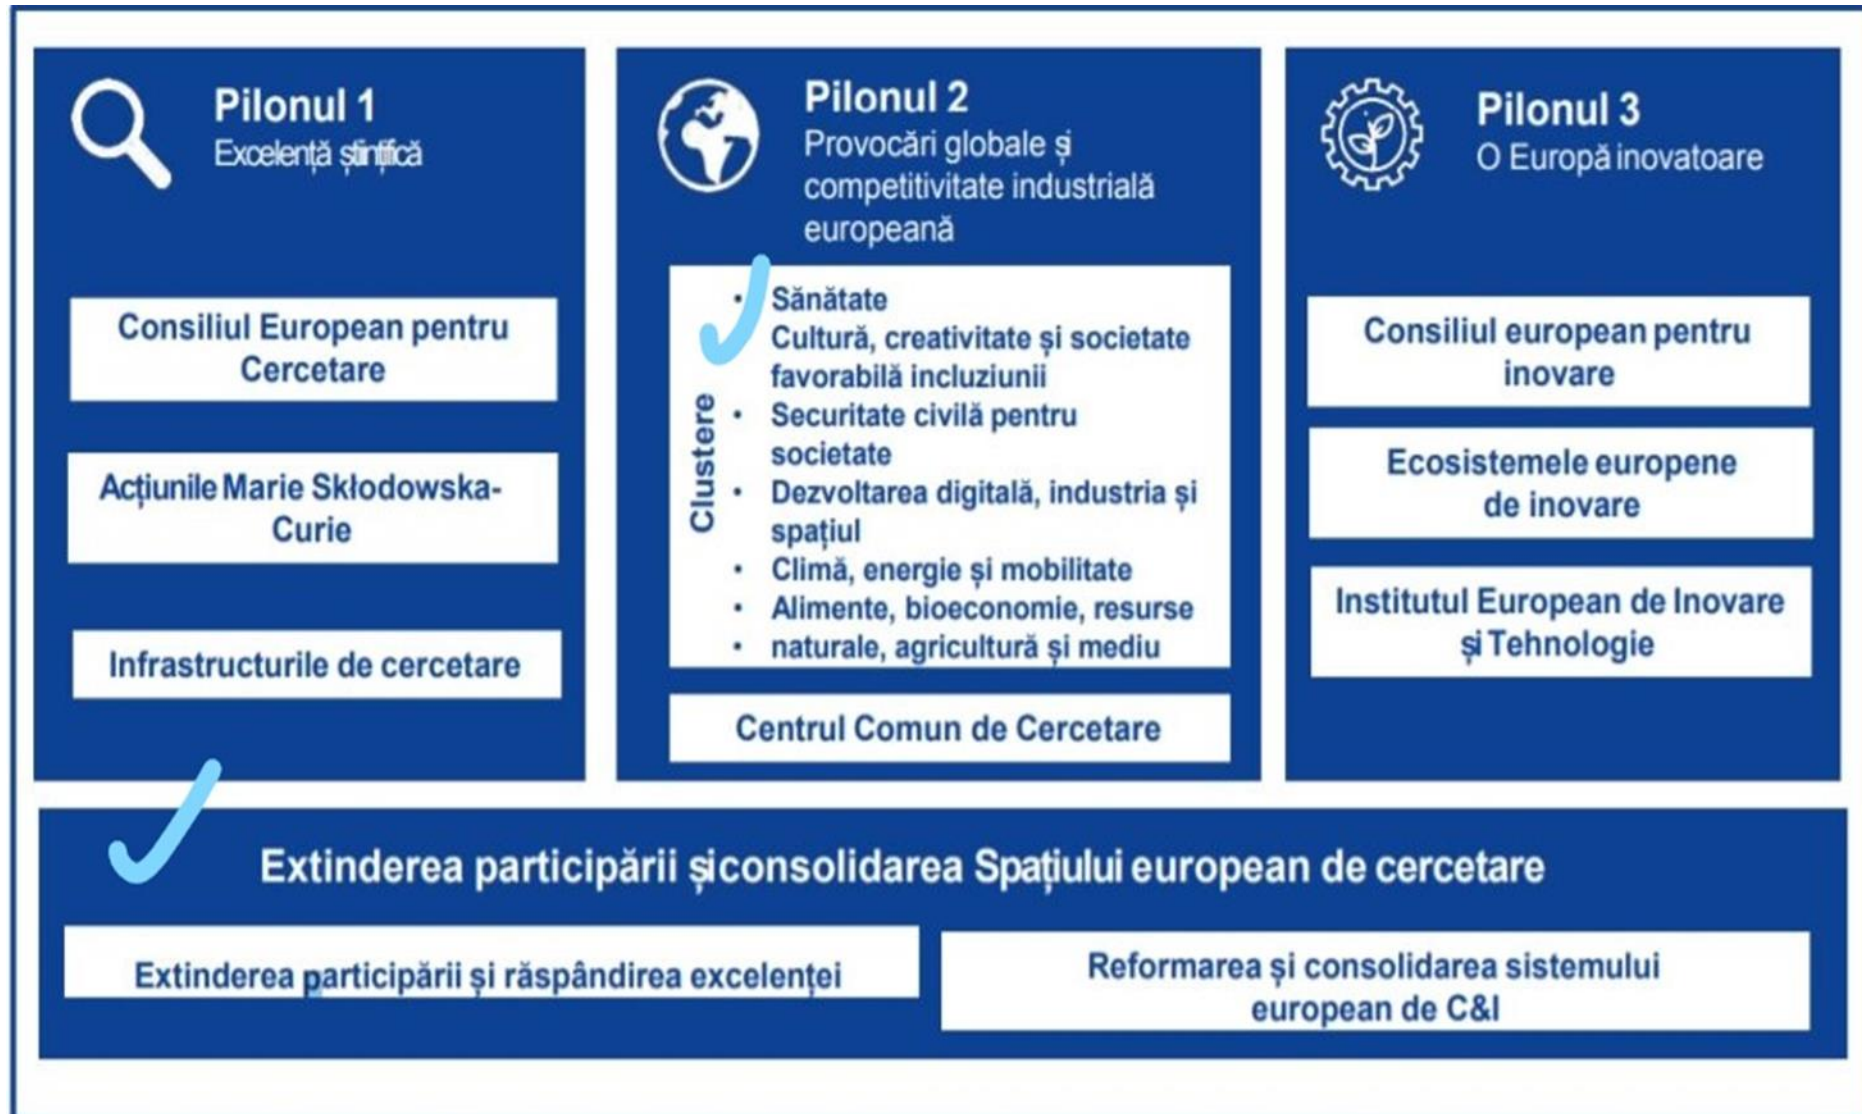 Pilonul 1
Excelență științifică
Consiliul European pentru
Cercetare
Acțiunile Marie Skłodowska-
Curie
Infrastructurile de cercetare
Pilonul 2
Provocări globale și
competitivitate industrială
europeană
Clustere
• Sănătate
Cultură, creativitate și societate
favorabilă incluziunii
• Securitate civilă pentru
societate
• Dezvoltarea digitală, industria și
spațiul
• Climă, energie și mobilitate
• Alimente, bioeconomie, resurse
• naturale, agricultură și mediu
Centrul Comun de Cercetare
Pilonul 3
O Europă inovatoare
Consiliul european pentru
inovare
Ecosistemele europene
de inovare
Institutul European de Inovare
și Tehnologie
Extinderea participării șiconsolidarea Spațiului european de cercetare
Extinderea participării și răspândirea excelenței
Reformarea și consolidarea sistemului
european de C&I